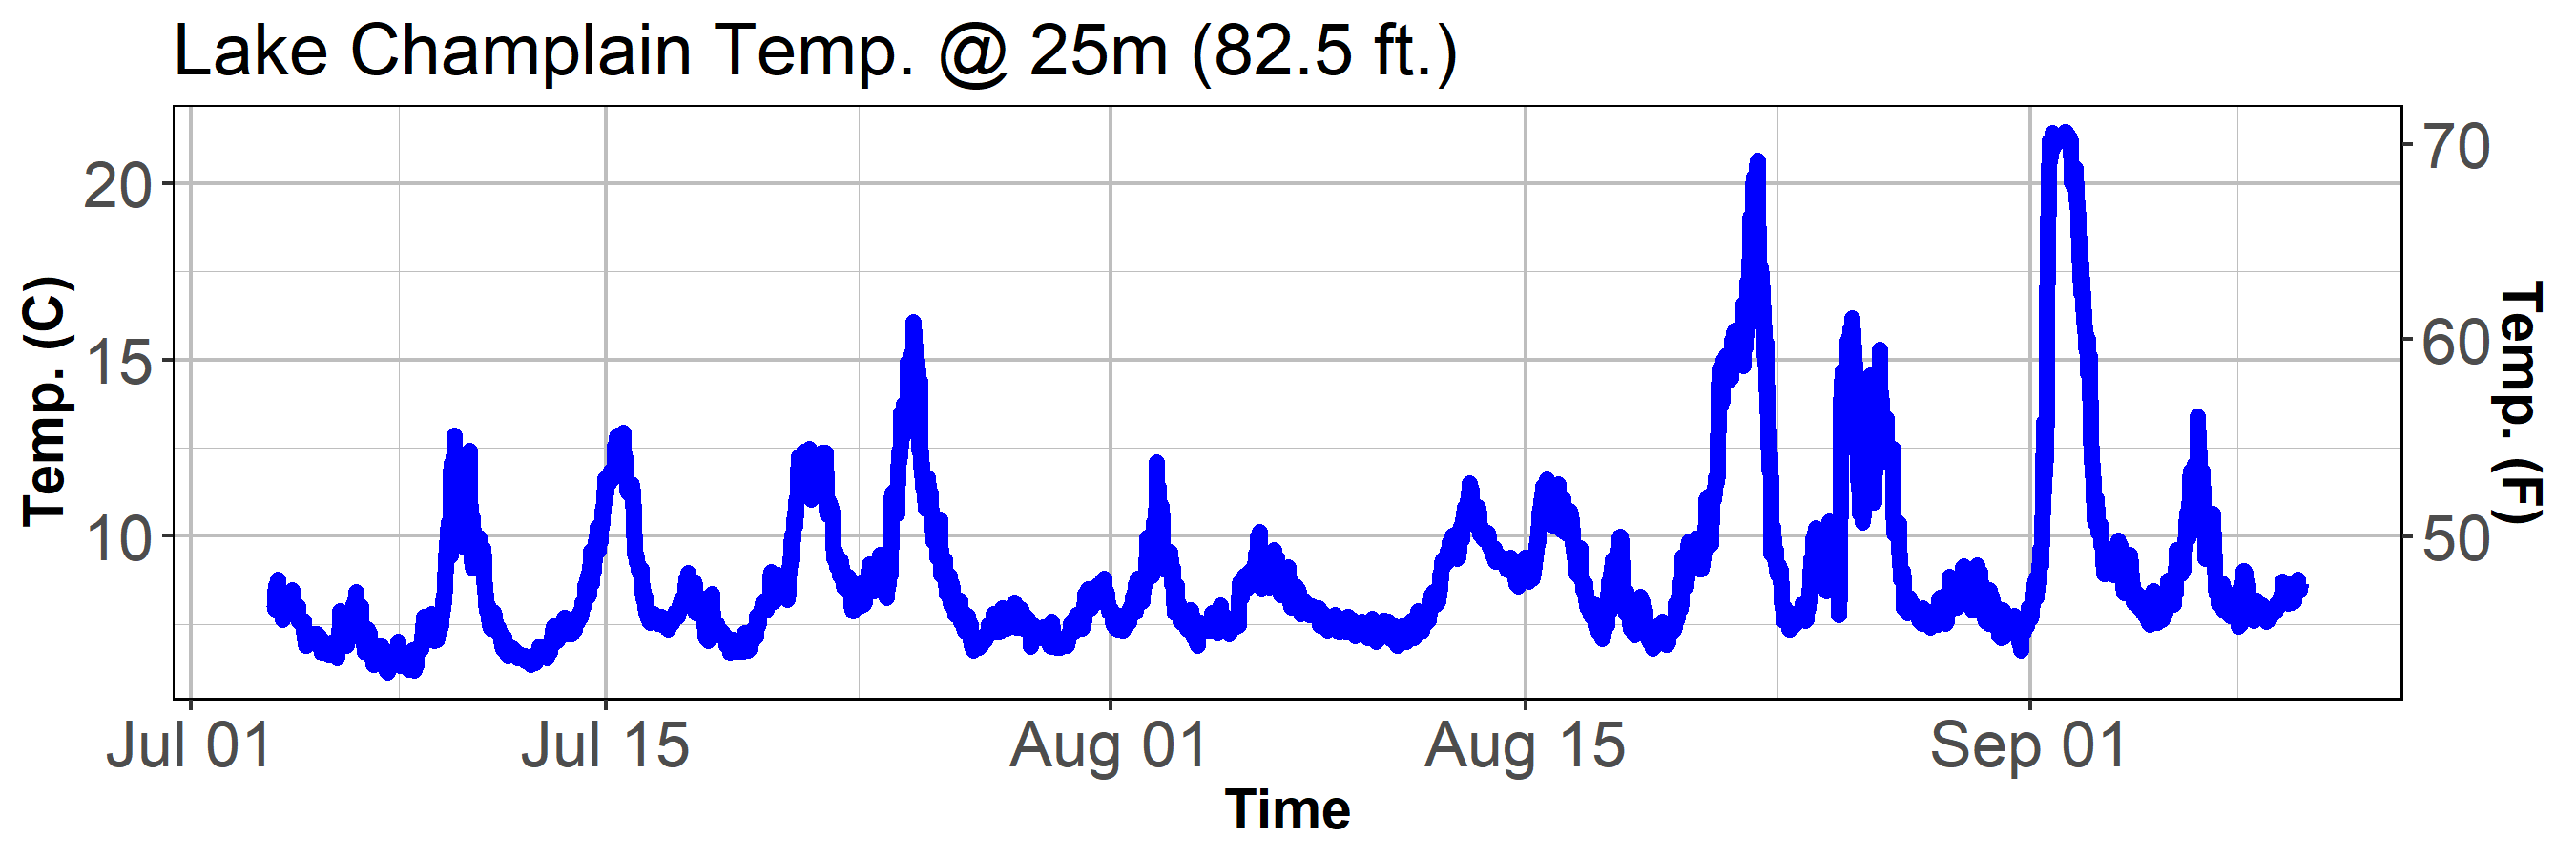 Lake Champlain Temp. @ 25m (82.5 ft.)
Temp. (C)
20
15
10
70
60
50
Temp. (F)
Jul 01 Jul 15 Aug 01 Aug 15 Sep 01
Time